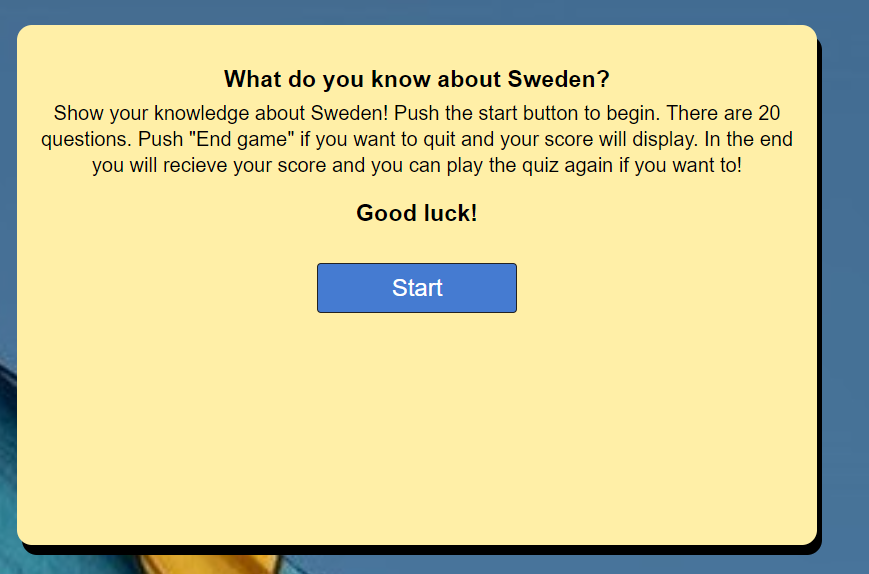 What do you know about Sweden?
Show your knowledge about Sweden! Push the start button to begin. There are 20
questions. Push "End game" if you want to quit and your score will display. In the end
you will recieve your score and you can play the quiz again if you want to!
Good luck!
Start